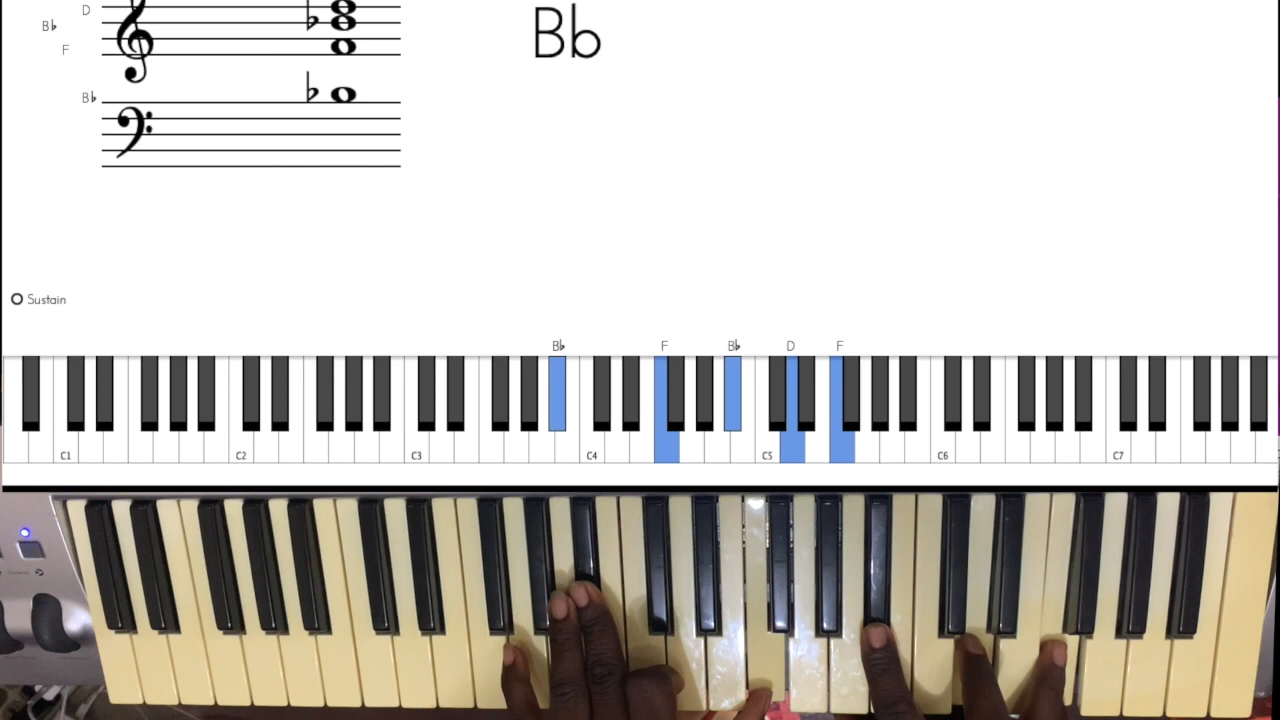 D
B♭
Bb
F
B♭
Sustain
B♭ F B♭ D F
C1 C2 C3 C4 C5 C6 C7